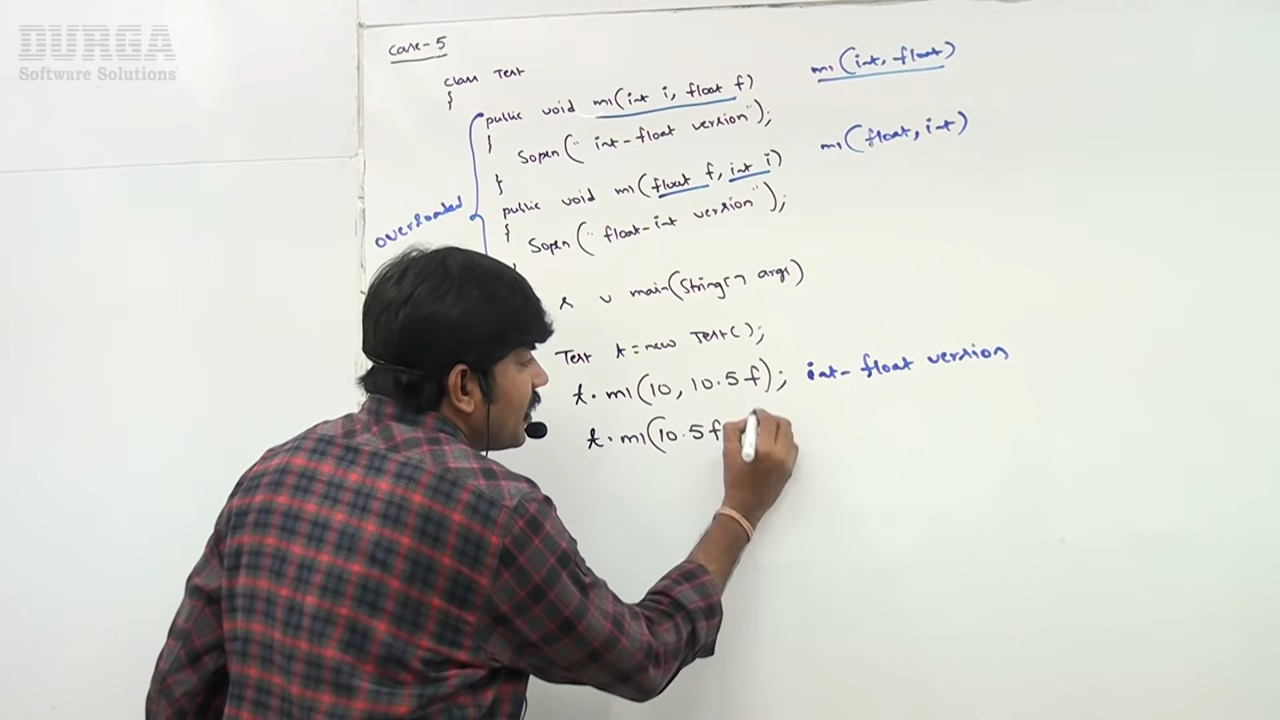 DURGA
Software Solutions
case-5
class Test
{
public void m1(int i, float f)
{
Sopln("int-float version");
}
public void m1(float f, int i)
{
Sopln("float-int version");
overloaded
s v main(String[] args)
Test t=new Test();
t.m1(10, 10.5f); int-float version
t.m1(10.5f
m1(int, float)
m1(float, int)